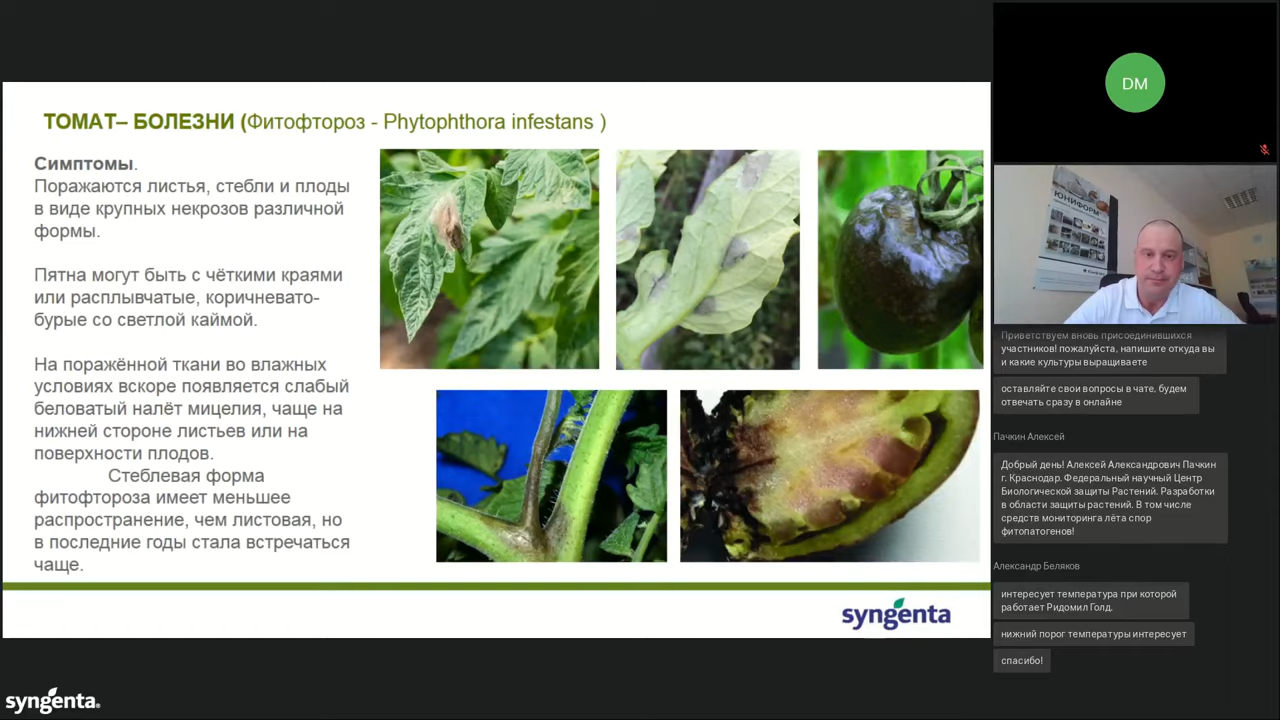 ТОМАТ– БОЛЕЗНИ (Фитофтороз - Phytophthora infestans )
Симптомы.
Поражаются листья, стебли и плоды
в виде крупных некрозов различной
формы.
Пятна могут быть с чёткими краями
или расплывчатые, коричневато-
бурые со светлой каймой.
На поражённой ткани во влажных
условиях вскоре появляется слабый
беловатый налёт мицелия, чаще на
нижней стороне листьев или на
поверхности плодов.
Стеблевая форма
фитофтороза имеет меньшее
распространение, чем листовая, но
в последние годы стала встречаться
чаще.
syngenta
syngenta®
DM
ЮНИФОРМ
Приветствуем вновь присоединившихся
участников! пожалуйста, напишите откуда вы
и какие культуры выращиваете
оставляйте свои вопросы в чате, будем
отвечать сразу в онлайне
Пачкин Алексей
Добрый день! Алексей Александрович Пачкин
г. Краснодар. Федеральный научный Центр
Биологической защиты Растений. Разработки
в области защиты растений. В том числе
средств мониторинга лёта спор
фитопатогенов!
Александр Беляков
интересует температура при которой
работает Ридомил Голд.
нижний порог температуры интересует
спасибо!